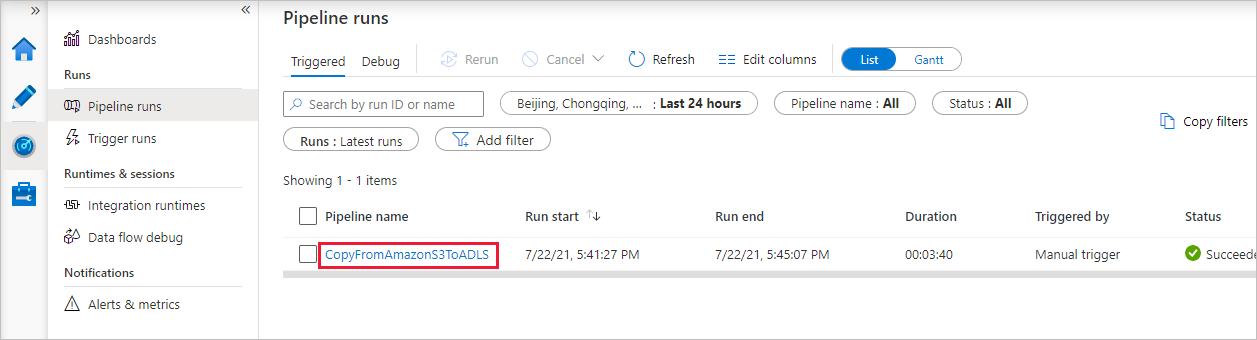 »
«
Dashboards
Runs
Pipeline runs
Trigger runs
Runtimes & sessions
Integration runtimes
Data flow debug
Notifications
Alerts & metrics
Pipeline runs
Triggered Debug Rerun Cancel Refresh Edit columns List Gantt
Search by run ID or name Beijing, Chongqing, ... : Last 24 hours Pipeline name : All Status : All
Runs : Latest runs Add filter Copy filters
Showing 1 - 1 items
Pipeline name Run start ↑↓ Run end Duration Triggered by Status
CopyFromAmazonS3ToADLS 7/22/21, 5:41:27 PM 7/22/21, 5:45:07 PM 00:03:40 Manual trigger Succeede